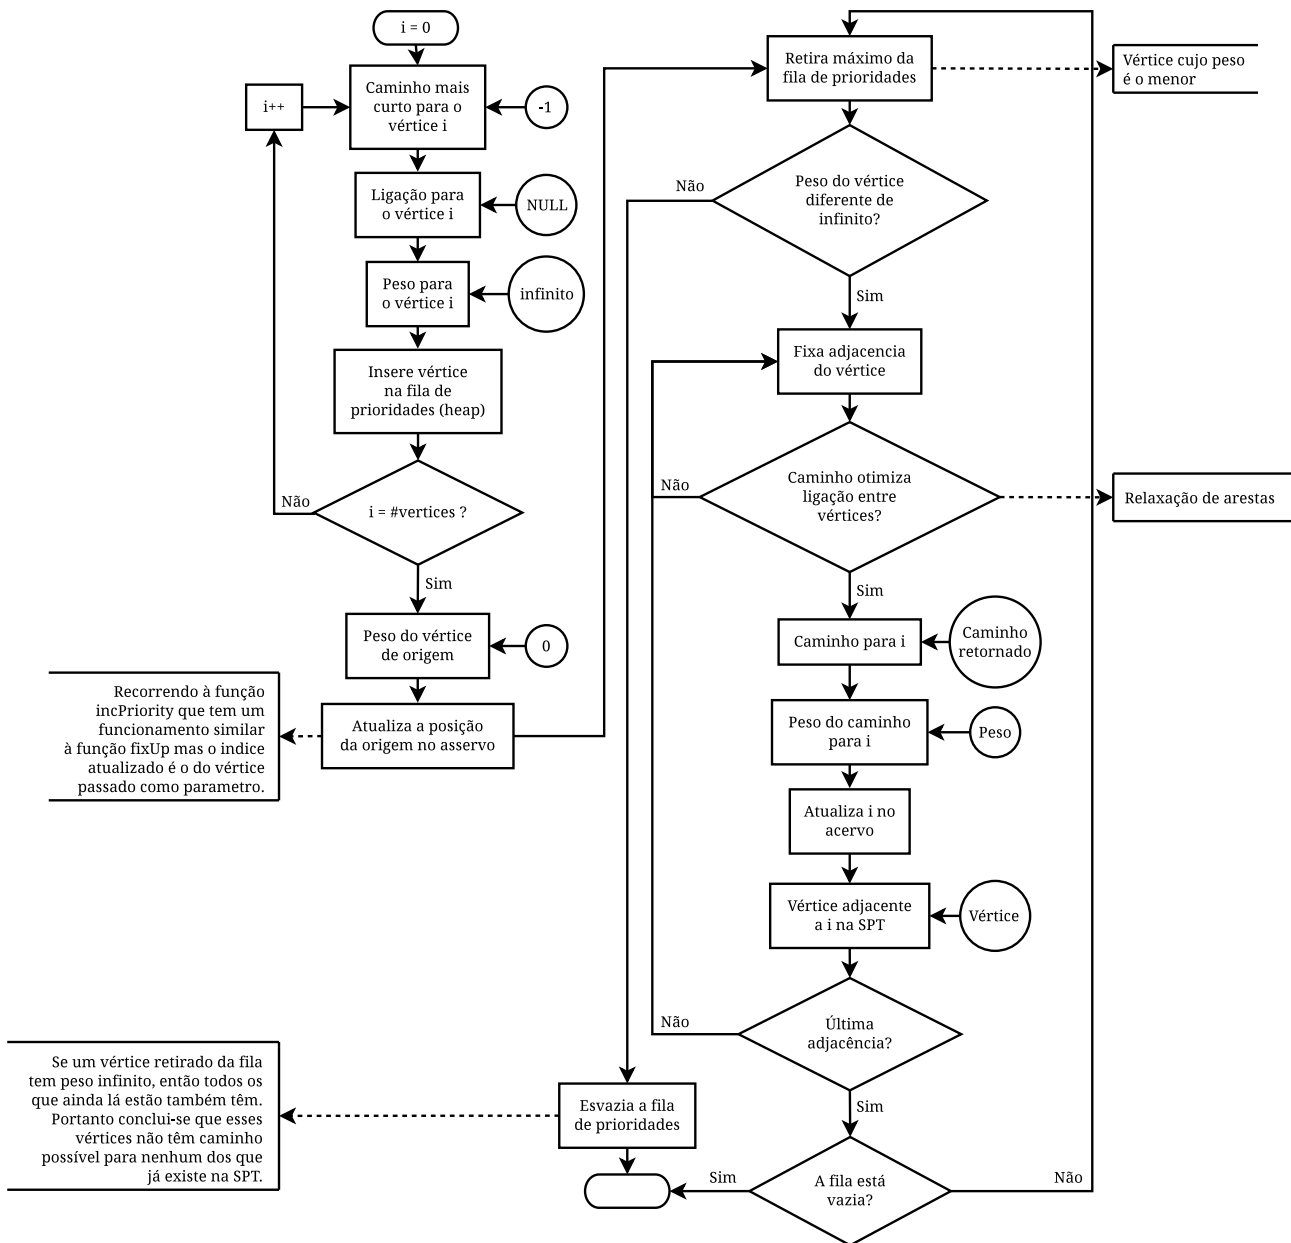 i = 0
Caminho mais
curto para o
vértice i
i++
-1
Ligação para
o vértice i
NULL
Peso para
o vértice i
infinito
Insere vértice
na fila de
prioridades (heap)
Não
i = #vertices ?
Sim
Peso do vértice
de origem
0
Recorrendo à função
incPriority que tem um
funcionamento similar
à função fixUp mas o indice
atualizado é o do vértice
passado como parametro.
Atualiza a posição
da origem no asservo
Retira máximo da
fila de prioridades
Vértice cujo peso
é o menor
Não
Peso do vértice
diferente de
infinito?
Sim
Fixa adjacencia
do vértice
Não
Caminho otimiza
ligação entre
vértices?
Relaxação de arestas
Sim
Caminho para i
Caminho
retornado
Peso do caminho
para i
Peso
Atualiza i no
acervo
Vértice adjacente
a i na SPT
Vértice
Não
Última
adjacência?
Sim
Se um vértice retirado da fila
tem peso infinito, então todos os
que ainda lá estão também têm.
Portanto conclui-se que esses
vértices não têm caminho
possível para nenhum dos que
já existe na SPT.
Esvazia a fila
de prioridades
Sim
A fila está
vazia?
Não